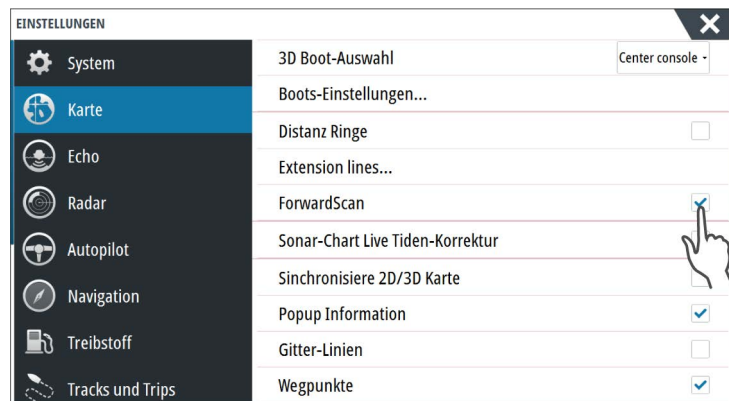 EINSTELLUNGEN
System
Karte
Echo
Radar
Autopilot
Navigation
Treibstoff
Tracks und Trips
3D Boot-Auswahl Center console
Boots-Einstellungen...
Distanz Ringe
Extension lines...
ForwardScan
Sonar-Chart Live Tiden-Korrektur
Sinchronisiere 2D/3D Karte
Popup Information
Gitter-Linien
Wegpunkte